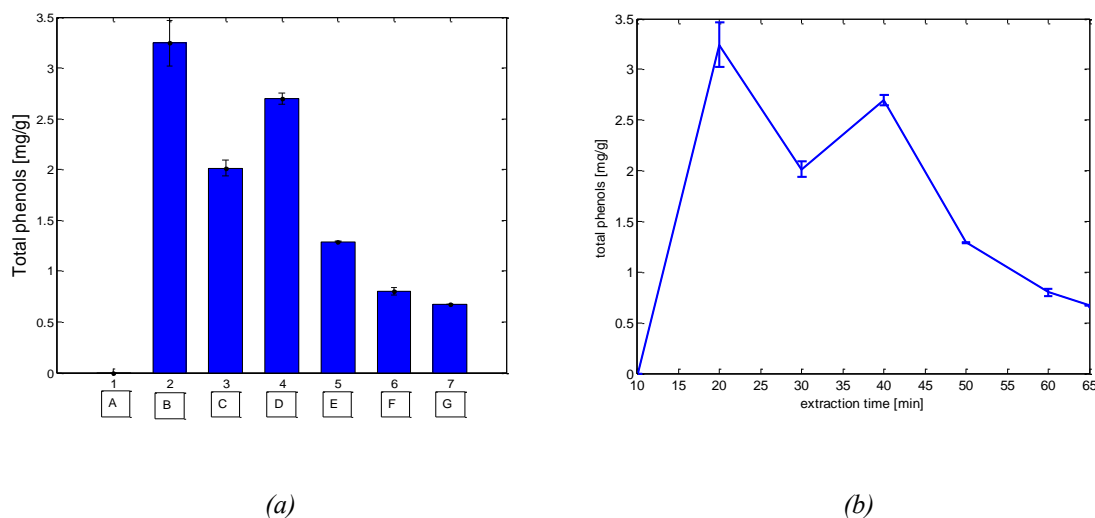 3.5
3
2.5
2
1.5
1
0.5
0
Total phenols [mg/g]
1 2 3 4 5 6 7
A B C D E F G
(a)
3.5
3
2.5
2
1.5
1
0.5
0
total phenols [mg/g]
10 15 20 25 30 35 40 45 50 55 60 65
extraction time [min]
(b)